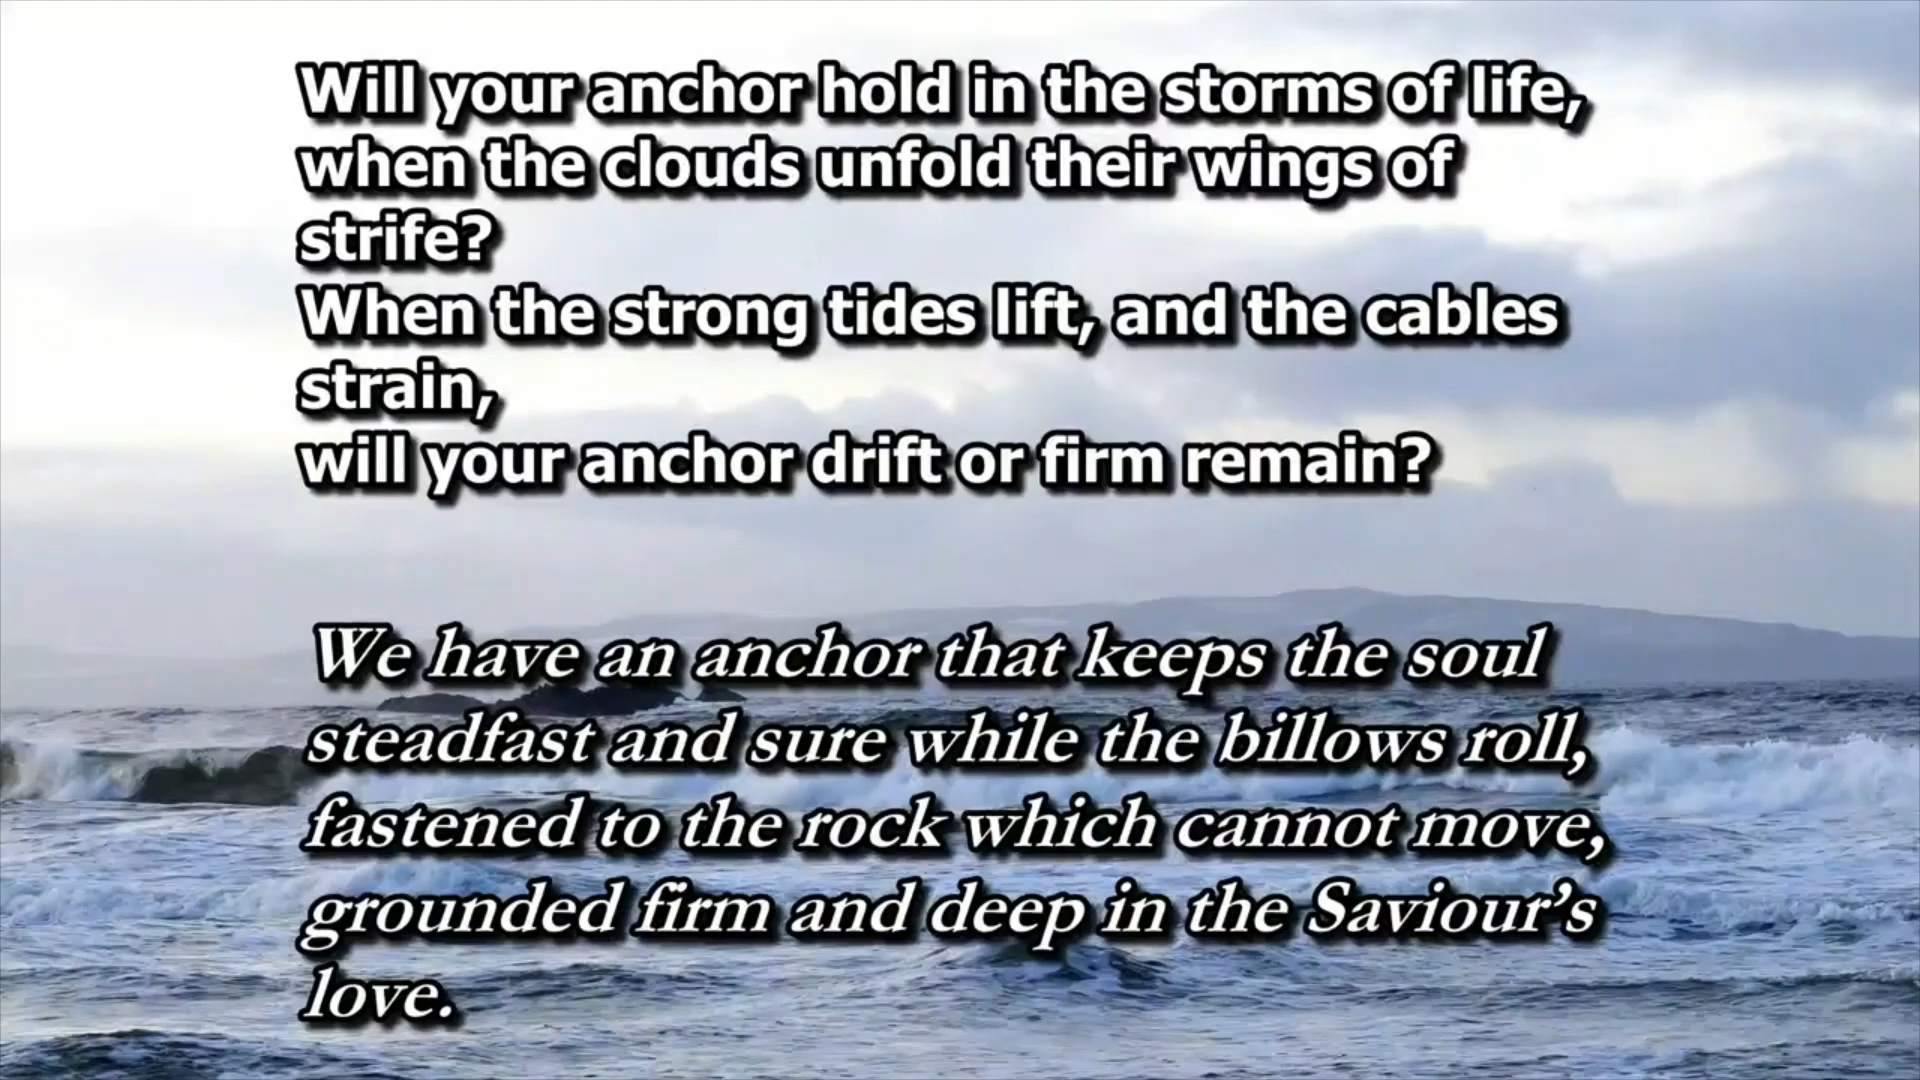 Will your anchor hold in the storms of life,
when the clouds unfold their wings of
strife?
When the strong tides lift, and the cables
strain,
will your anchor drift or firm remain?
We have an anchor that keeps the soul
steadfast and sure while the billows roll,
fastened to the rock which cannot move,
grounded firm and deep in the Saviour’s
love.